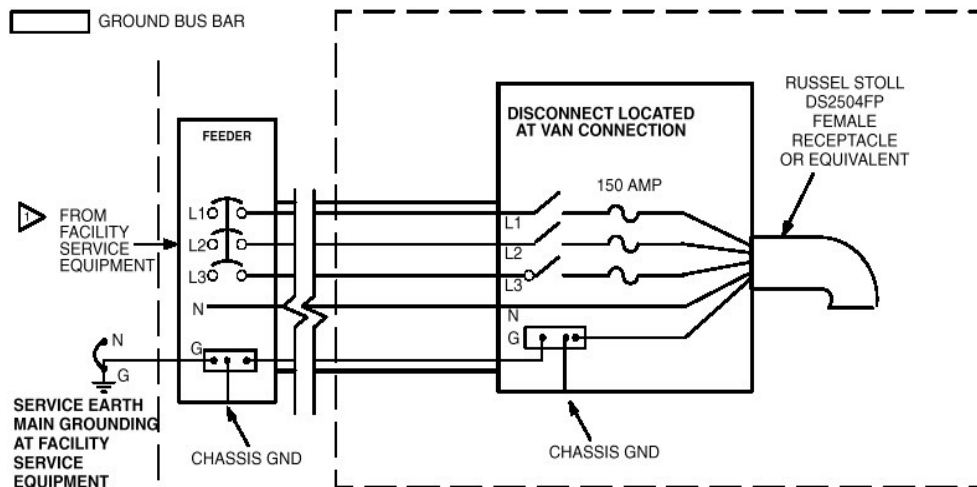 GROUND BUS BAR
RUSSEL STOLL
DS2504FP
FEMALE
RECEPTACLE
OR EQUIVALENT
DISCONNECT LOCATED
AT VAN CONNECTION
FEEDER
150 AMP
1
FROM
FACILITY
SERVICE
EQUIPMENT
L1
L2
L3
N
G
L1
L2
L3
N
G
N
G
SERVICE EARTH
MAIN GROUNDING
AT FACILITY
SERVICE
EQUIPMENT
CHASSIS GND
CHASSIS GND